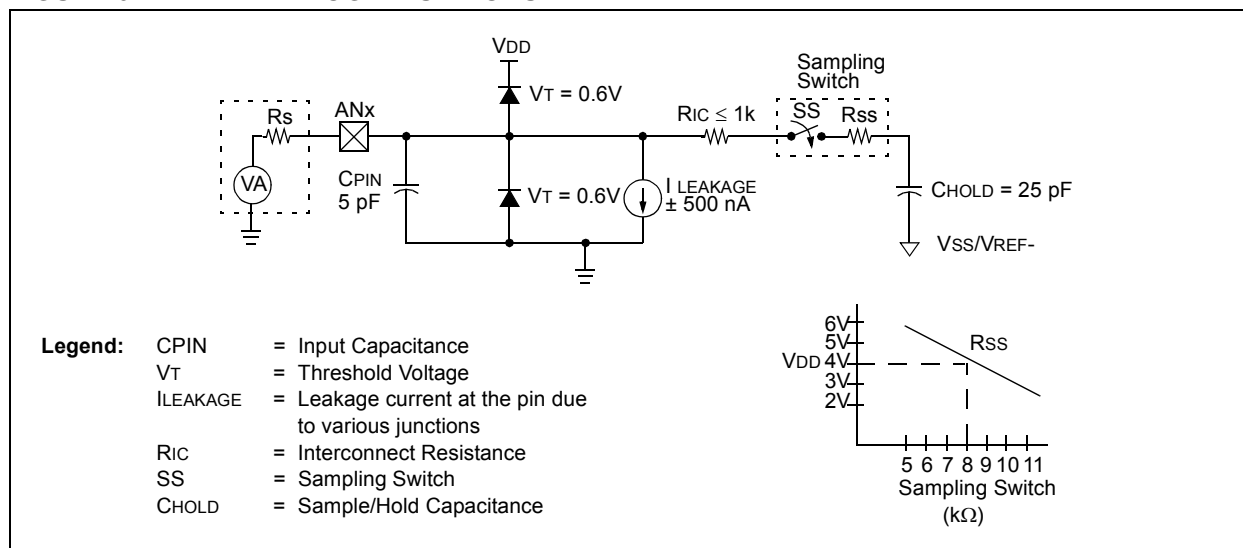 VDD
Sampling
Switch
VT = 0.6V
Rs
ANx
RIC ≤ 1k
SS
Rss
VA
CPIN
5 pF
VT = 0.6V
I LEAKAGE
± 500 nA
CHOLD = 25 pF
VSS/VREF-
Legend: CPIN = Input Capacitance
VT = Threshold Voltage
ILEAKAGE = Leakage current at the pin due
to various junctions
RIC = Interconnect Resistance
SS = Sampling Switch
CHOLD = Sample/Hold Capacitance
6V
5V
VDD 4V
3V
2V
RSS
5 6 7 8 9 10 11
Sampling Switch
(kΩ)